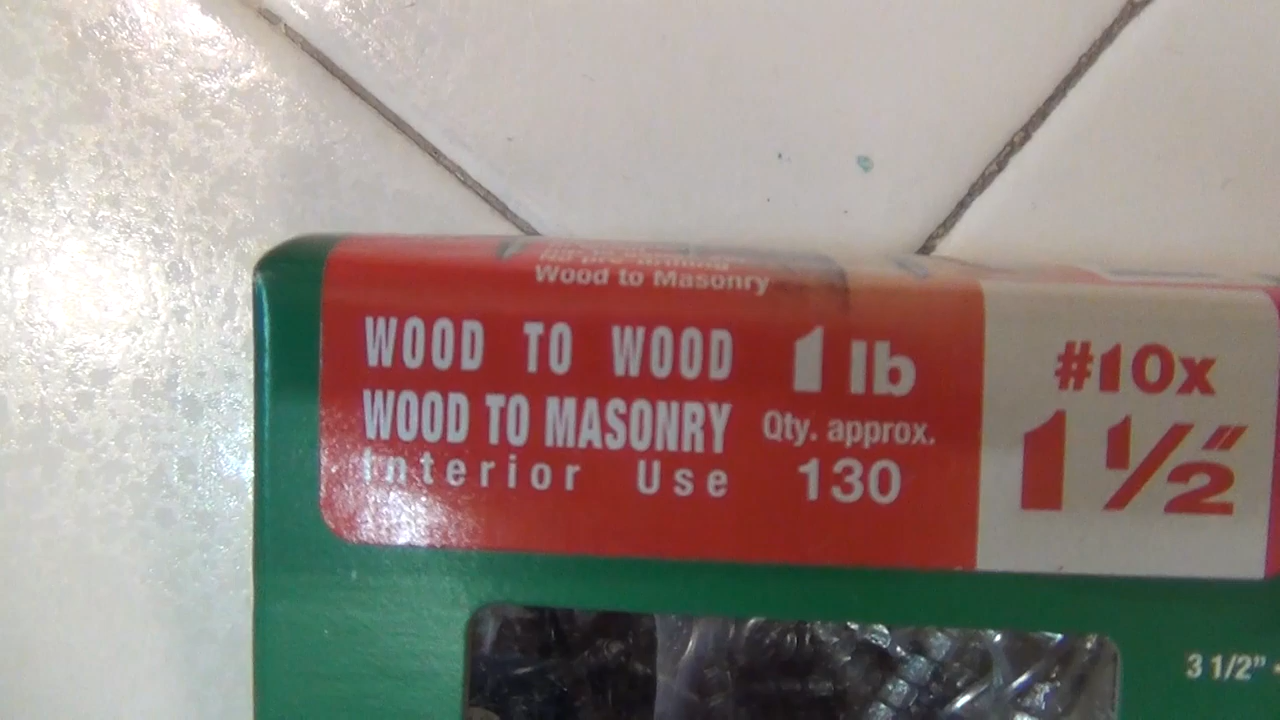 Wood to Masonry
WOOD TO WOOD
WOOD TO MASONRY
Interior Use
1 lb
Qty. approx.
130
#10x
1 1/2"
3 1/2"